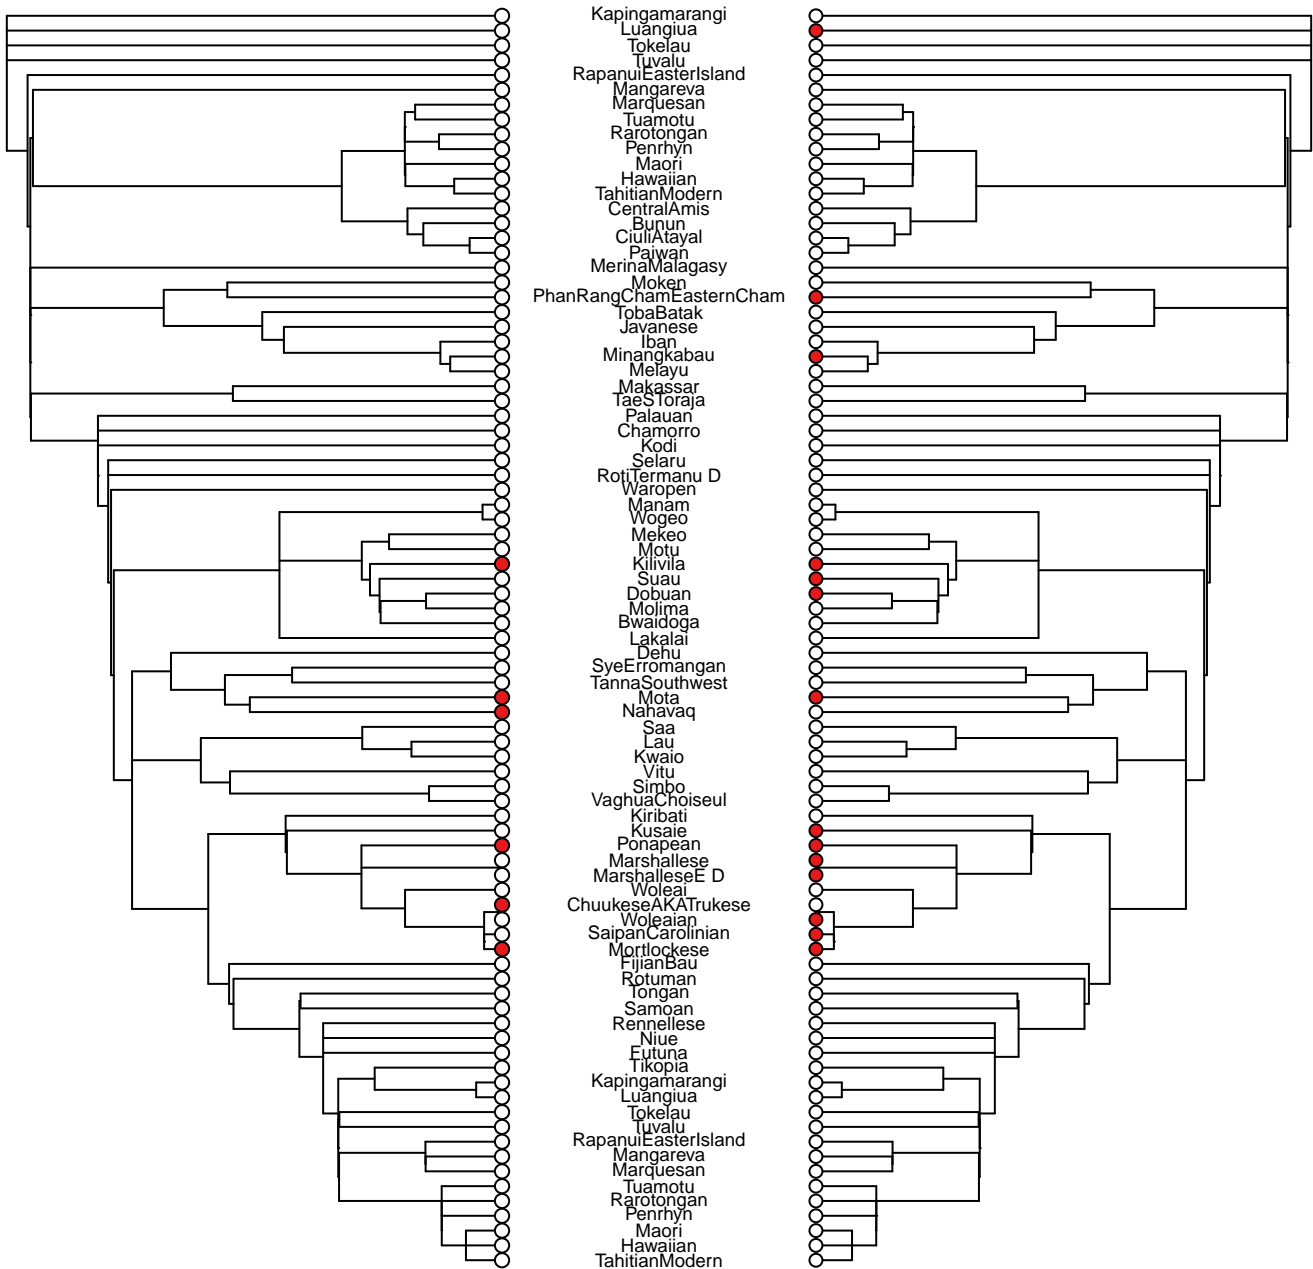 Kapingamarangi
Luangiua
Tokelau
Tuvalu
RapanuiEasterIsland
Mangareva
Marquesan
Tuamotu
Rarotongan
Penrhyn
Maori
Hawaiian
TahitianModern
CentralAmis
Bunun
CiuliAtayal
Paiwan
MerinaMalagasy
Moken
PhanRangChamEasternCham
TobaBatak
Javanese
Iban
Minangkabau
Melayu
Makassar
TaeSToraja
Palauan
Chamorro
Kodi
Selaru
RotiTermanu D
Waropen
Manam
Wogeo
Mekeo
Motu
Kilivila
Suau
Dobuan
Molima
Bwaidoga
Lakalai
Dehu
SyeErromangan
TannaSouthwest
Mota
Nahavaq
Saa
Lau
Kwaio
Vitu
Simbo
VaghuaChoiseul
Kiribati
Kusaie
Ponapean
Marshallese
MarshalleseE D
Woleai
ChuukeseAKATrukese
Woleaian
SaipanCarolinian
Mortlockese
FijianBau
Rotuman
Tongan
Samoan
Rennellese
Niue
Futuna
Tikopia
Kapingamarangi
Luangiua
Tokelau
Tuvalu
RapanuiEasterIsland
Mangareva
Marquesan
Tuamotu
Rarotongan
Penrhyn
Maori
Hawaiian
TahitianModern